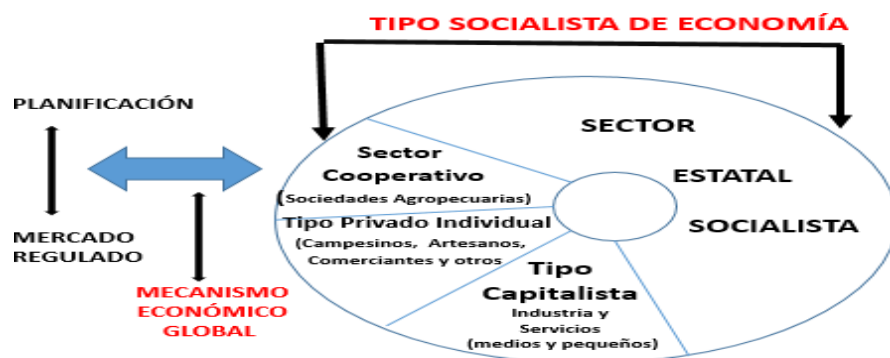 TIPO SOCIALISTA DE ECONOMÍA
PLANIFICACIÓN
MERCADO
REGULADO
MECANISMO
ECONÓMICO
GLOBAL
SECTOR
ESTATAL
SOCIALISTA
Sector
Cooperativo
(Sociedades Agropecuarias)
Tipo Privado Individual
(Campesinos, Artesanos,
Comerciantes y otros
Tipo
Capitalista
Industria y
Servicios
(medios y pequeños)